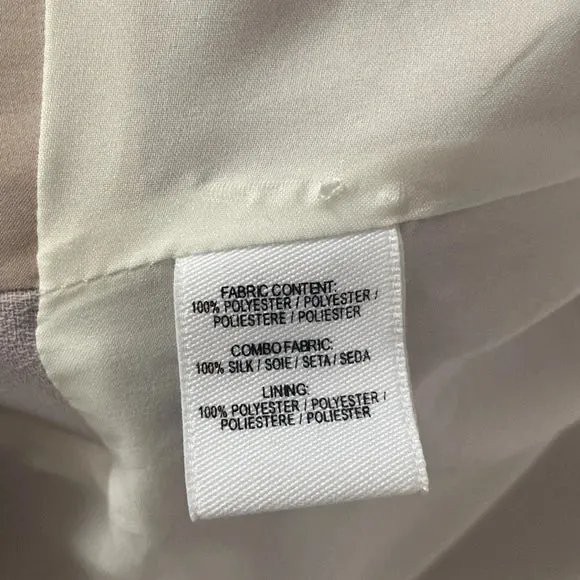 FABRIC CONTENT:
100% POLYESTER / POLYESTER /
POLIESTERE / POLIESTER
COMBO FABRIC:
100% SILK / SOIE / SETA / SEDA
LINING:
100% POLYESTER / POLYESTER /
POLIESTERE / POLIESTER